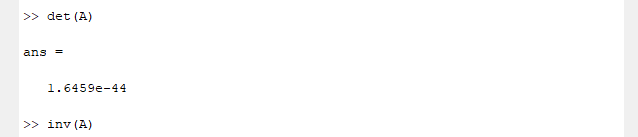 >> det(A)
ans =
1.6459e-44
>> inv(A)